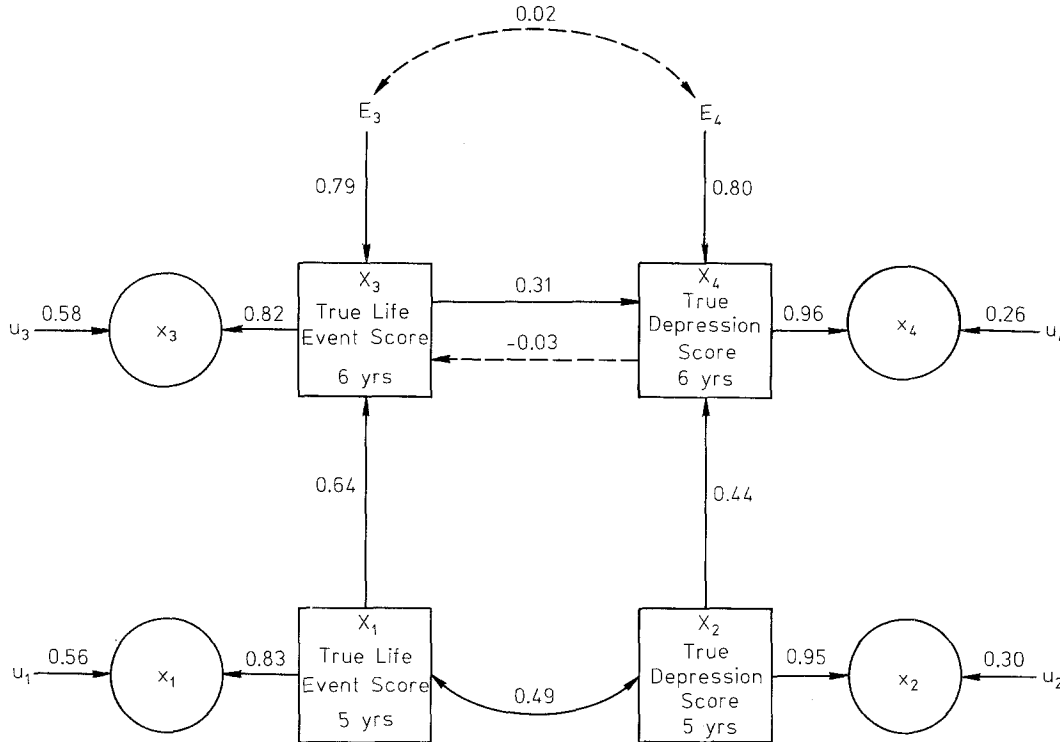 0.02
E₃
E₄
0.79
0.80
X₃
True Life
Event Score
6 yrs
X₄
True
Depression
Score
6 yrs
0.31
-0.03
u₃
0.58
x₃
0.82
0.96
x₄
0.26
0.64
0.44
X₁
True Life
Event Score
5 yrs
X₂
True
Depression
Score
5 yrs
0.49
u₁
0.56
x₁
0.83
0.95
x₂
0.30
u₂